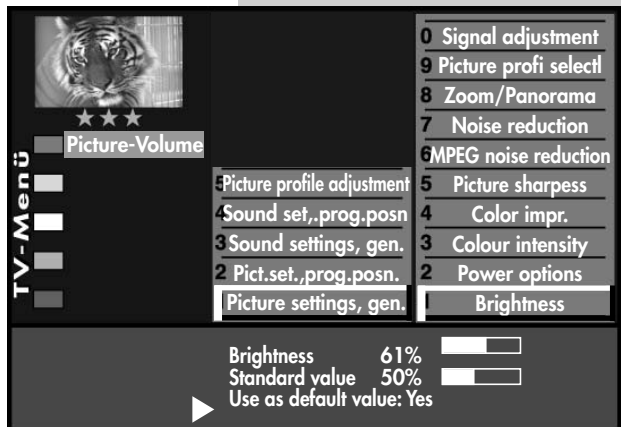 TV-Menü
Picture-Volume
5 Picture profile adjustment
4 Sound set,.prog.posn
3 Sound settings, gen.
2 Pict.set.,prog.posn.
Picture settings, gen.
0 Signal adjustment
9 Picture profi selectl
8 Zoom/Panorama
7 Noise reduction
6 MPEG noise reduction
5 Picture sharpess
4 Color impr.
3 Colour intensity
2 Power options
1 Brightness
Brightness 61%
Standard value 50%
Use as default value: Yes